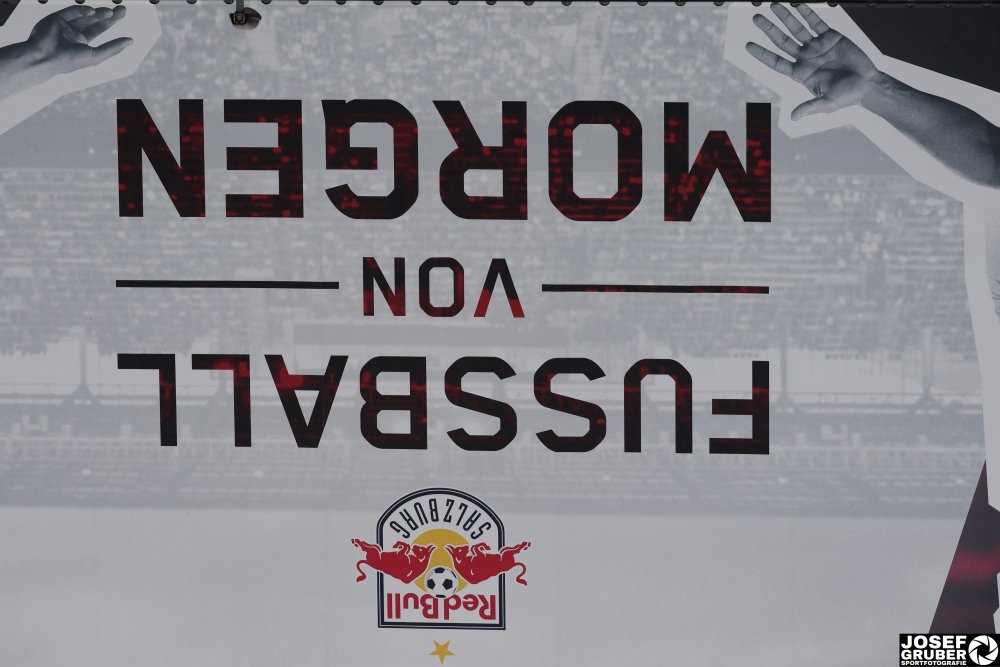 FUSSBALL
VON
MORGEN
SALZBURG
Red Bull
JOSEF
GRUBER
SPORTFOTOGRAFIE